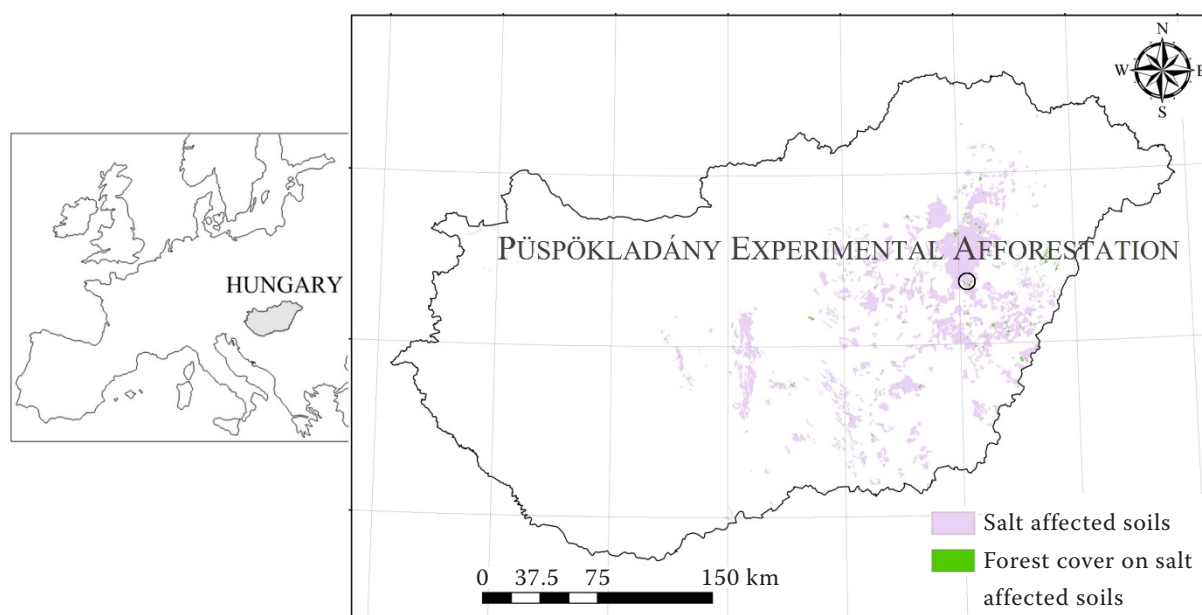 N
W E
S
HUNGARY
PÜSPÖKLADÁNY EXPERIMENTAL AFFORESTATION
Salt affected soils
Forest cover on salt
affected soils
0 37.5 75 150 km